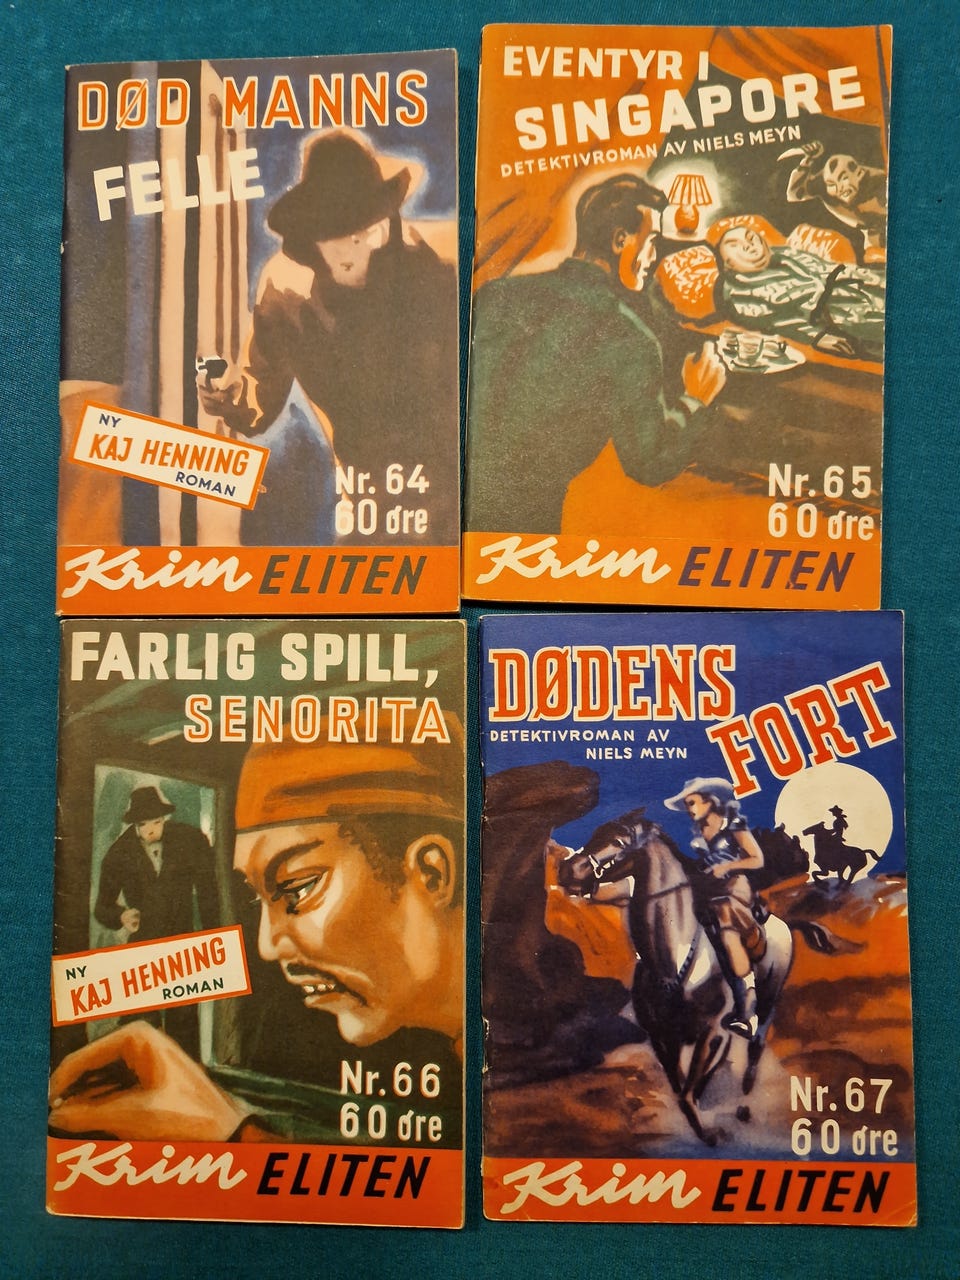 DØD MANNS
FELLE
NY
KAJ HENNING
ROMAN
Nr. 64
60 øre
Krim ELITEN
EVENTYR I
SINGAPORE
DETEKTIVROMAN AV NIELS MEYN
Nr. 65
60 øre
Krim ELITEN
FARLIG SPILL,
SENORITA
NY
KAJ HENNING
ROMAN
Nr. 66
60 øre
Krim ELITEN
DØDENS
FORT
DETEKTIVROMAN AV
NIELS MEYN
Nr. 67
60 øre
Krim ELITEN